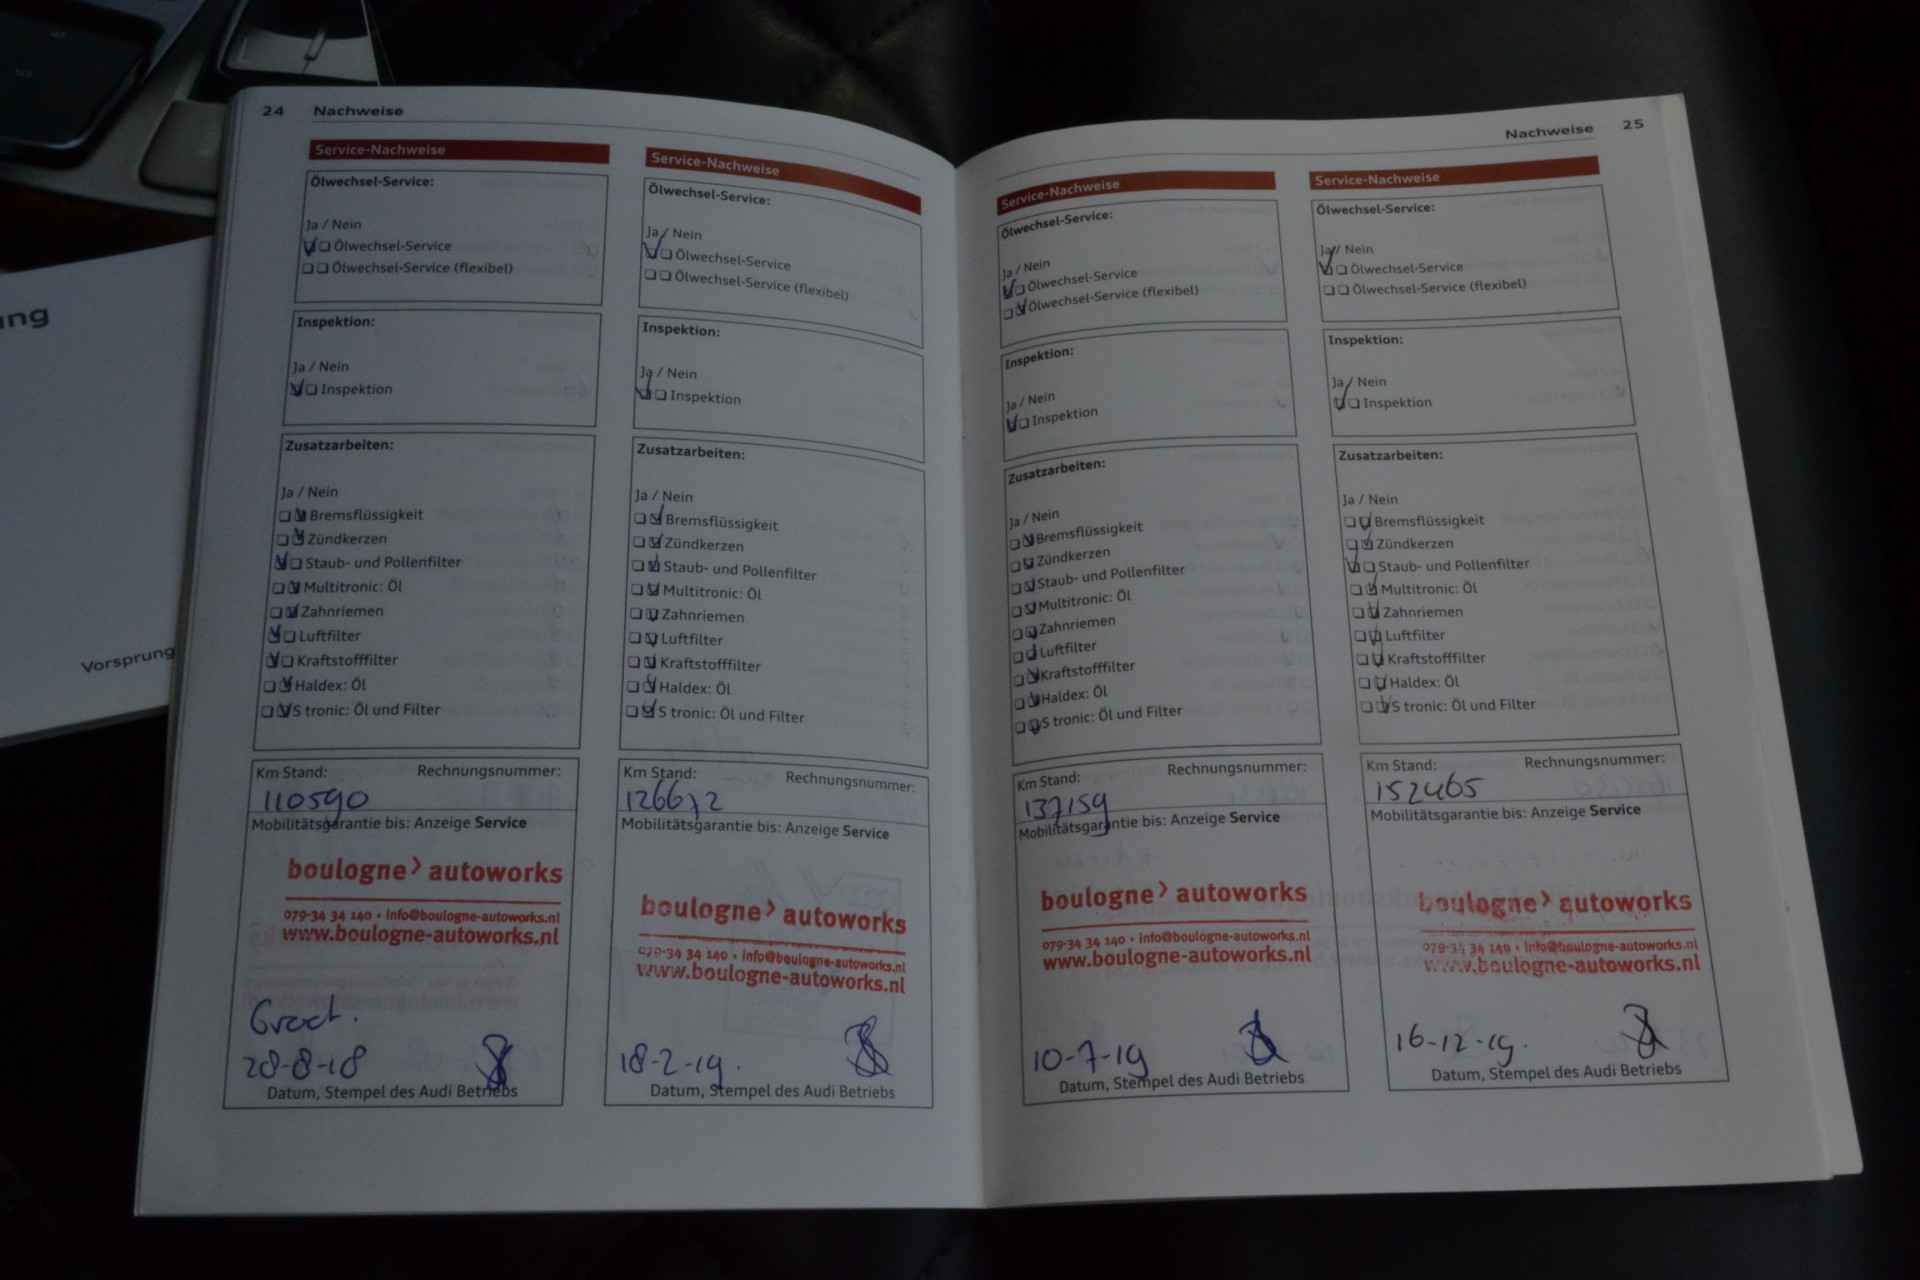 24 Nachweise
Service-Nachweise
Ölwechsel-Service:
Ja / Nein
Ölwechsel-Service
Ölwechsel-Service (flexibel)
Inspektion:
Ja / Nein
Inspektion
Zusatzarbeiten:
Ja / Nein
Bremsflüssigkeit
Zündkerzen
Staub- und Pollenfilter
Multitronic: Öl
Zahnriemen
Luftfilter
Kraftstofffilter
Haldex: Öl
S tronic: Öl und Filter
Km Stand: Rechnungsnummer:
110590
Mobilitätsgarantie bis: Anzeige Service
boulogne> autoworks
079-34 34 140 • info@boulogne-autoworks.nl
www.boulogne-autoworks.nl
28-8-18
Datum, Stempel des Audi Betriebs
Service-Nachweise
Ölwechsel-Service:
Ja / Nein
Ölwechsel-Service
Ölwechsel-Service (flexibel)
Inspektion:
Ja / Nein
Inspektion
Zusatzarbeiten:
Ja / Nein
Bremsflüssigkeit
Zündkerzen
Staub- und Pollenfilter
Multitronic: Öl
Zahnriemen
Luftfilter
Kraftstofffilter
Haldex: Öl
S tronic: Öl und Filter
Km Stand: Rechnungsnummer:
Mobilitätsgarantie bis: Anzeige Service
boulogne> autoworks
079-34 34 140 • info@boulogne-autoworks.nl
www.boulogne-autoworks.nl
18-2-19.
Datum, Stempel des Audi Betriebs
Nachweise 25
Service-Nachweise
Ölwechsel-Service:
Ja / Nein
Ölwechsel-Service
Ölwechsel-Service (flexibel)
Inspektion:
Ja / Nein
Inspektion
Zusatzarbeiten:
Ja / Nein
Bremsflüssigkeit
Zündkerzen
Staub- und Pollenfilter
Multitronic: Öl
Zahnriemen
Luftfilter
Kraftstofffilter
Haldex: Öl
S tronic: Öl und Filter
Km Stand: Rechnungsnummer:
137159
Mobilitätsgarantie bis: Anzeige Service
boulogne> autoworks
079-34 34 140 • info@boulogne-autoworks.nl
www.boulogne-autoworks.nl
10-7-19
Datum, Stempel des Audi Betriebs
Service-Nachweise
Ölwechsel-Service:
Ja / Nein
Ölwechsel-Service
Ölwechsel-Service (flexibel)
Inspektion:
Ja / Nein
Inspektion
Zusatzarbeiten:
Ja / Nein
Bremsflüssigkeit
Zündkerzen
Staub- und Pollenfilter
Multitronic: Öl
Zahnriemen
Luftfilter
Kraftstofffilter
Haldex: Öl
S tronic: Öl und Filter
Km Stand: Rechnungsnummer:
152465
Mobilitätsgarantie bis: Anzeige Service
boulogne> autoworks
079-34 34 140 • info@boulogne-autoworks.nl
www.boulogne-autoworks.nl
16-12-19.
Datum, Stempel des Audi Betriebs
ung
Vorsprung